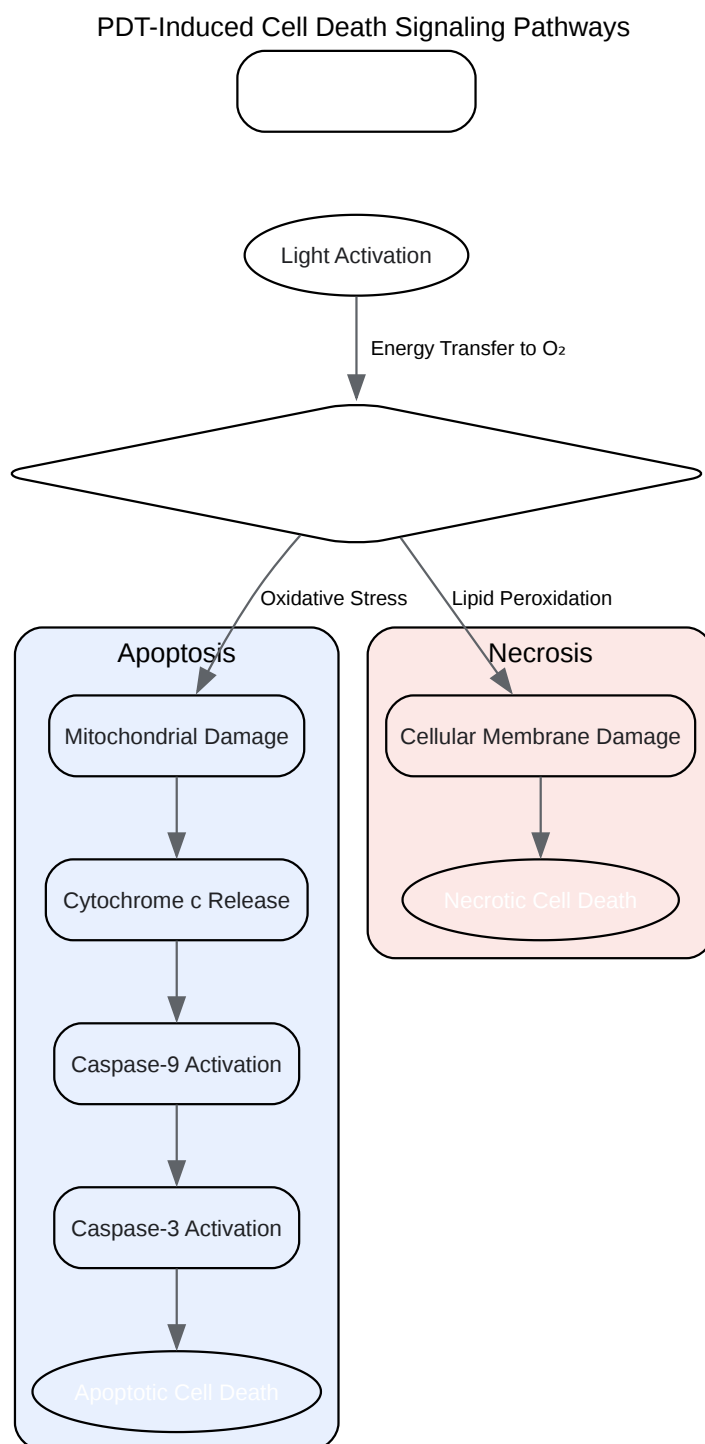 PDT-Induced Cell Death Signaling Pathways
Light Activation
Energy Transfer to O₂
Oxidative Stress
Lipid Peroxidation
Apoptosis
Necrosis
Mitochondrial Damage
Cellular Membrane Damage
Cytochrome c Release
Necrotic Cell Death
Caspase-9 Activation
Caspase-3 Activation
Apoptotic Cell Death